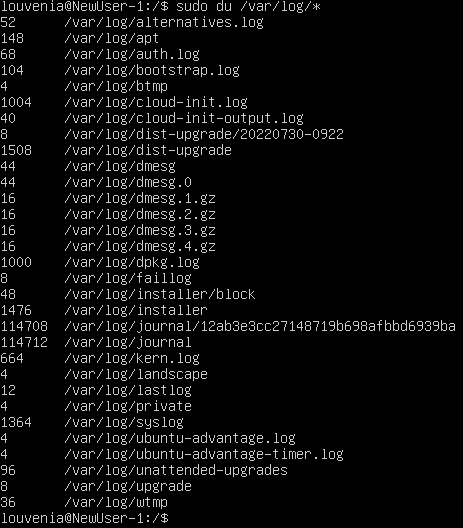 louvenia@NewUser-1:/$ sudo du /var/log/*
52 /var/log/alternatives.log
148 /var/log/apt
68 /var/log/auth.log
104 /var/log/bootstrap.log
4 /var/log/btmp
1004 /var/log/cloud-init.log
40 /var/log/cloud-init-output.log
8 /var/log/dist-upgrade/20220730-0922
1508 /var/log/dist-upgrade
44 /var/log/dmesg
44 /var/log/dmesg.0
16 /var/log/dmesg.1.gz
16 /var/log/dmesg.2.gz
16 /var/log/dmesg.3.gz
16 /var/log/dmesg.4.gz
1000 /var/log/dpkg.log
8 /var/log/faillog
48 /var/log/installer/block
1476 /var/log/installer
114708 /var/log/journal/12ab3e3cc27148719b698afbbd6939ba
114712 /var/log/journal
664 /var/log/kern.log
4 /var/log/landscape
12 /var/log/lastlog
4 /var/log/private
1364 /var/log/syslog
4 /var/log/ubuntu-advantage.log
4 /var/log/ubuntu-advantage-timer.log
96 /var/log/unattended-upgrades
8 /var/log/upgrade
36 /var/log/wtmp
louvenia@NewUser-1:/$